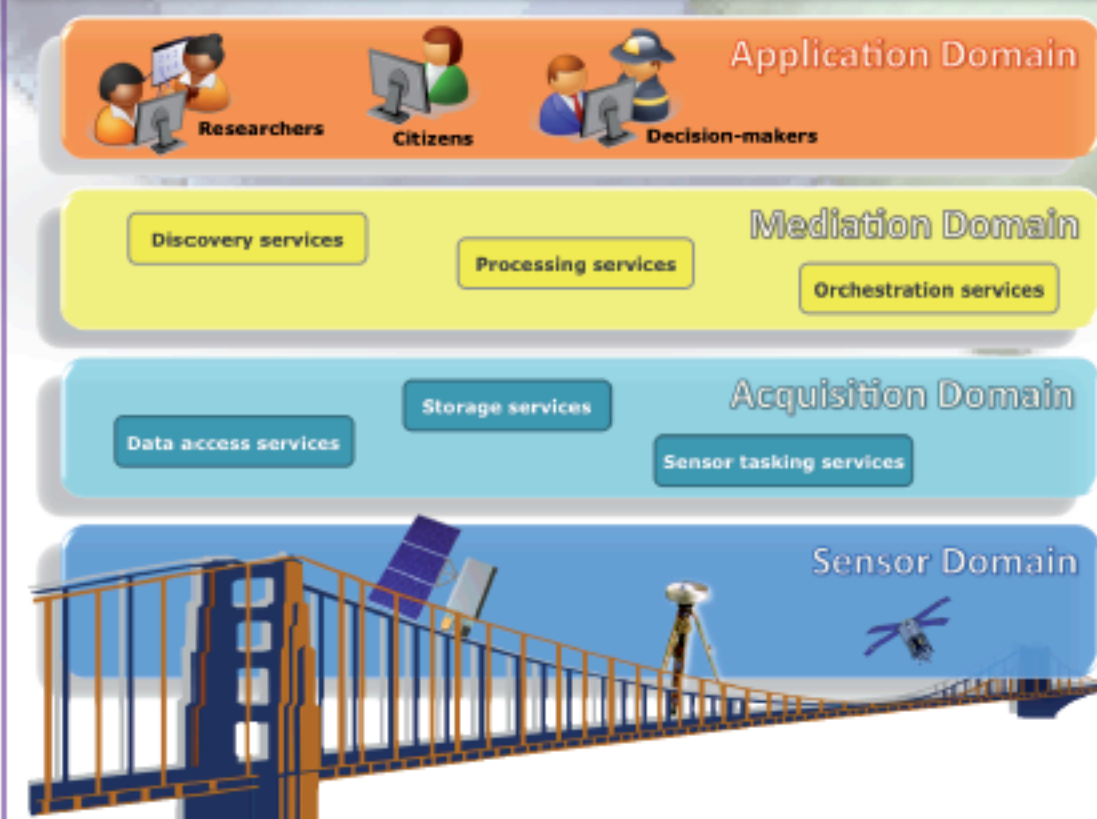 Application Domain
Researchers
Citizens
Decision-makers
Mediation Domain
Discovery services
Processing services
Orchestration services
Acquisition Domain
Storage services
Data access services
Sensor tasking services
Sensor Domain